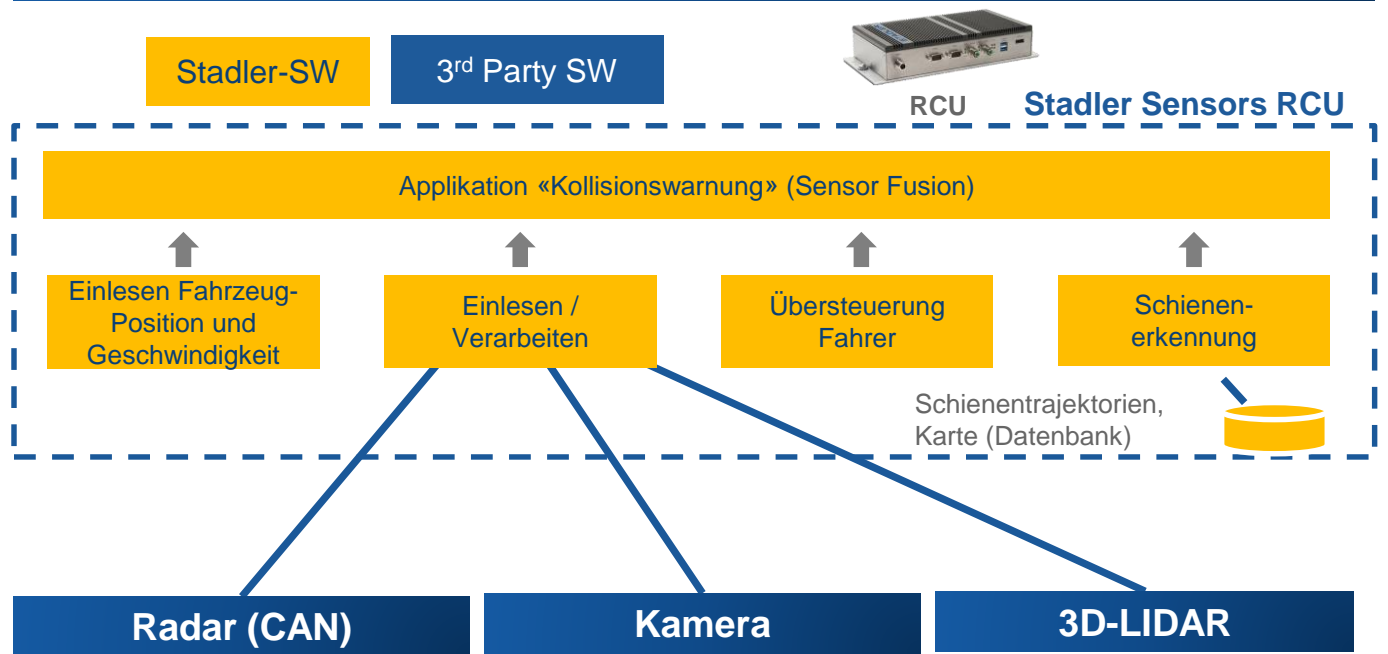 Stadler-SW
3rd Party SW
RCU
Stadler Sensors RCU
Applikation «Kollisionswarnung» (Sensor Fusion)
Einlesen Fahrzeug-
Position und
Geschwindigkeit
Einlesen /
Verarbeiten
Übersteuerung
Fahrer
Schienen-
erkennung
Schienentrajektorien,
Karte (Datenbank)
Radar (CAN)
Kamera
3D-LIDAR